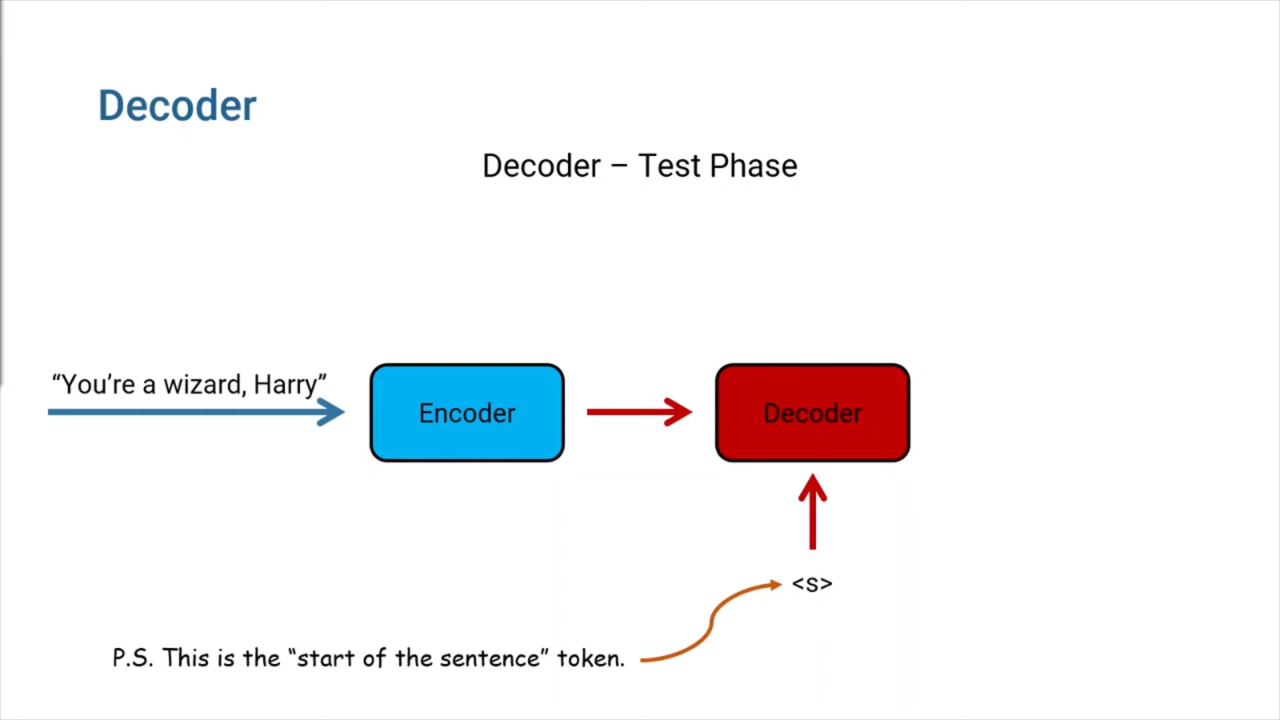 Decoder
Decoder – Test Phase
“You’re a wizard, Harry”
Encoder
Decoder
<s>
P.S. This is the “start of the sentence” token.